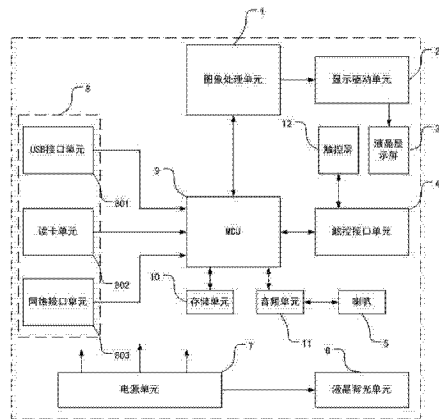 1
图象处理单元
显示驱动单元
2
8
12
触控屏
液晶显示屏
3
USB接口单元
801
9
MCU
触控接口单元
4
读卡单元
802
10
存储单元
音频单元
喇叭
11
5
网络接口单元
803
7
6
电源单元
液晶背光单元